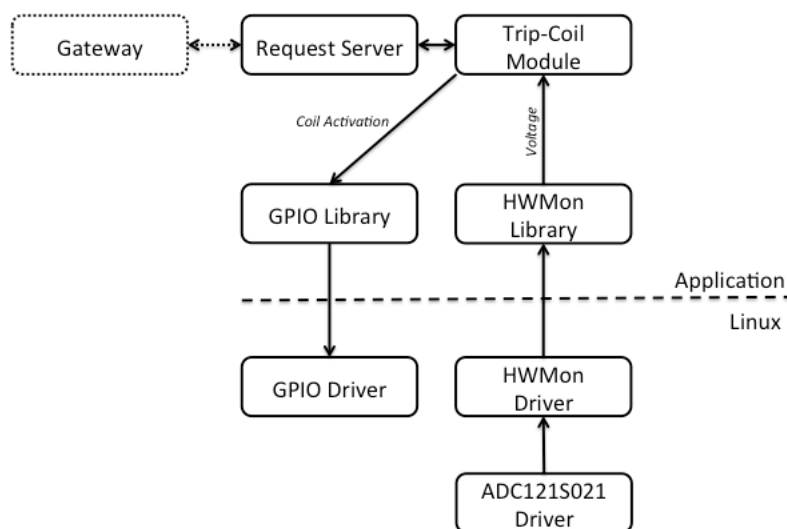 Gateway
Request Server
Trip-Coil
Module
Coil Activation
Voltage
GPIO Library
HWMon
Library
Application
Linux
GPIO Driver
HWMon
Driver
ADC121S021
Driver